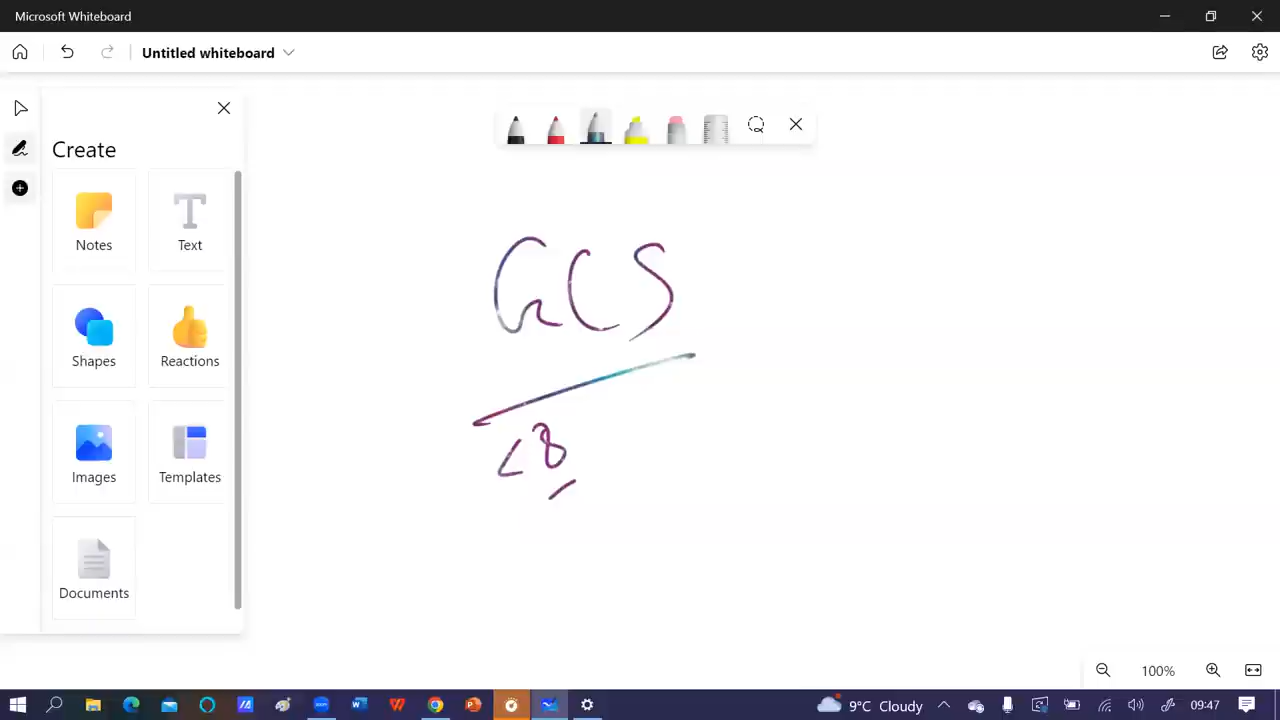 Microsoft Whiteboard
Untitled whiteboard
Create
Notes
Text
GCS
Shapes
Reactions
<8
Images
Templates
Documents
100%
9°C Cloudy
09:47